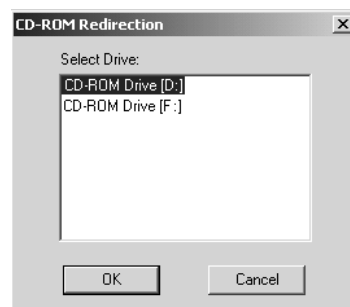 CD-ROM Redirection
Select Drive:
CD-ROM Drive [D:]
CD-ROM Drive [F:]
OK
Cancel